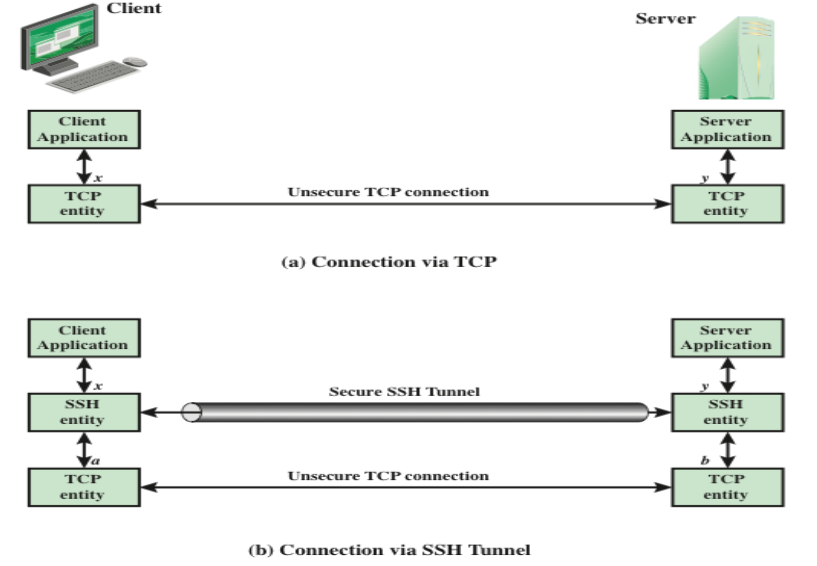 Client
Server
Client
Application
Server
Application
x
y
TCP
entity
Unsecure TCP connection
TCP
entity
(a) Connection via TCP
Client
Application
Server
Application
x
y
SSH
entity
Secure SSH Tunnel
SSH
entity
a
b
TCP
entity
Unsecure TCP connection
TCP
entity
(b) Connection via SSH Tunnel